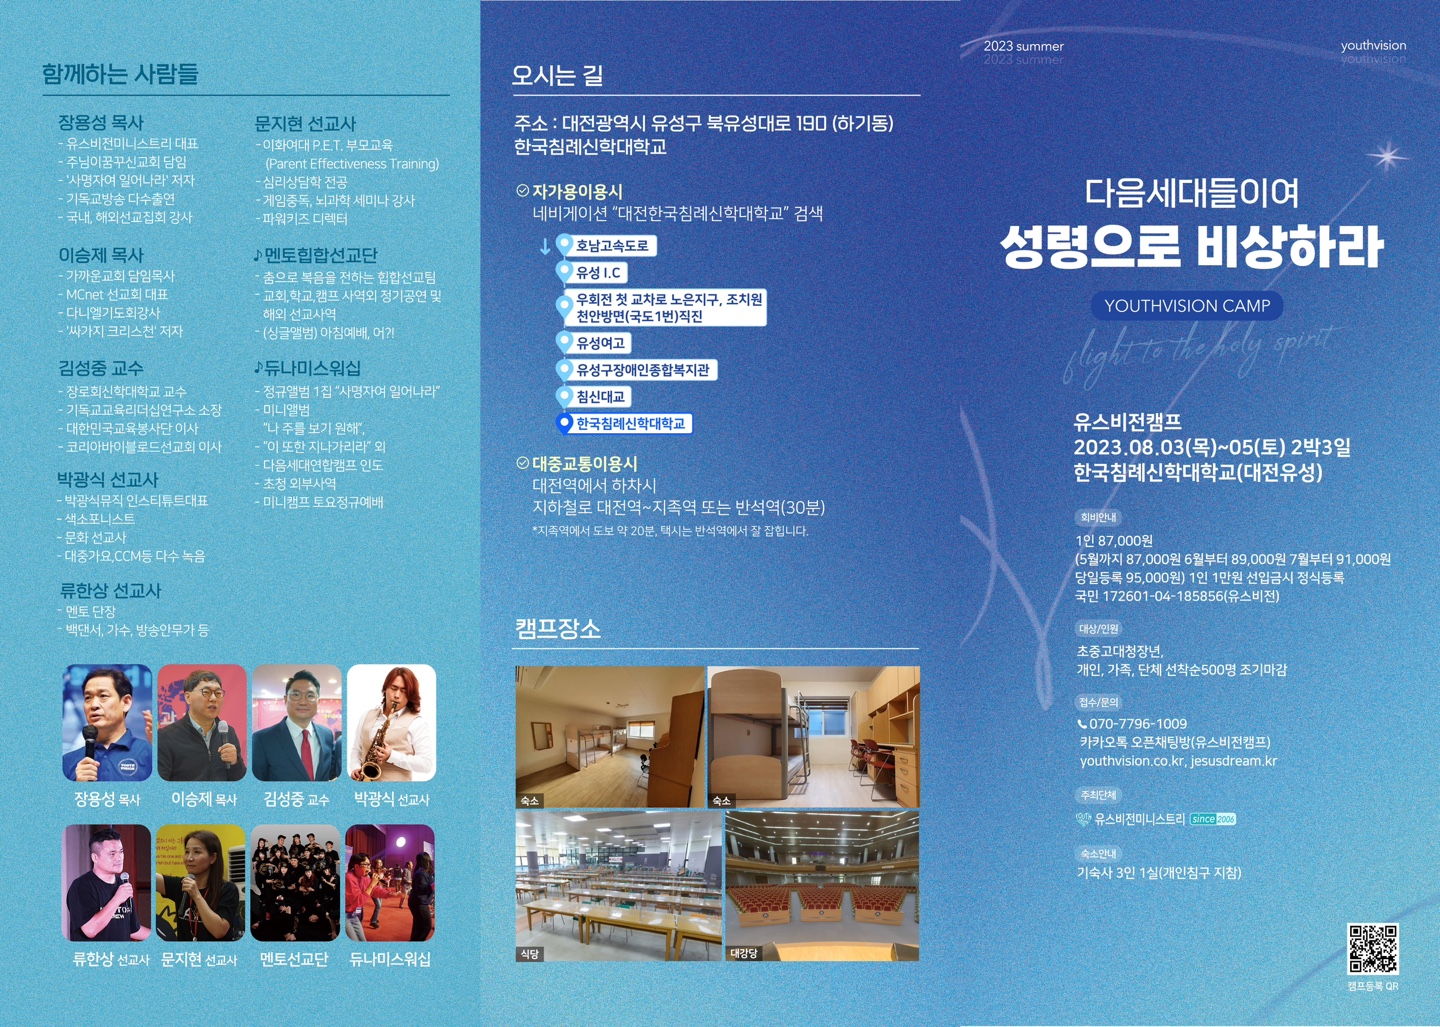 함께하는 사람들
장용성 목사
- 유스비전미니스트리 대표
- 주님이꿈꾸신교회 담임
- '사명자여 일어나라' 저자
- 기독교방송 다수출연
- 국내, 해외선교집회 강사
이승제 목사
- 가까운교회 담임목사
- MCnet 선교회 대표
- 다니엘기도회강사
- '싸가지 크리스천' 저자
김성중 교수
- 장로회신학대학교 교수
- 기독교교육리더십연구소 소장
- 대한민국교육봉사단 이사
- 코리아바이블로드선교회 이사
박광식 선교사
- 박광식뮤직 인스티튜트대표
- 색소포니스트
- 문화 선교사
- 대중가요,CCM등 다수 녹음
류한상 선교사
- 멘토 단장
- 백댄서, 가수, 방송안무가 등
문지현 선교사
- 이화여대 P.E.T. 부모교육
(Parent Effectiveness Training)
- 심리상담학 전공
- 게임중독, 뇌과학 세미나 강사
- 파워키즈 디렉터
♪멘토힙합선교단
- 춤으로 복음을 전하는 힙합선교팀
- 교회,학교,캠프 사역외 정기공연 및
해외 선교사역
- (싱글앨범) 아침예배, 어?!
♪듀나미스워십
- 정규앨범 1집 "사명자여 일어나라"
- 미니앨범
"나 주를 보기 원해",
- "이 또한 지나가리라" 외
- 다음세대연합캠프 인도
- 초청 외부사역
- 미니캠프 토요정규예배
장용성 목사
이승제 목사
김성중 교수
박광식 선교사
류한상 선교사
문지현 선교사
멘토선교단
듀나미스워십
오시는 길
주소 : 대전광역시 유성구 북유성대로 190 (하기동)
한국침례신학대학교
자가용이용시
네비게이션 "대전한국침례신학대학교" 검색
호남고속도로
유성 I.C
우회전 첫 교차로 노은지구, 조치원
천안방면(국도1번)직진
유성여고
유성구장애인종합복지관
침신대교
한국침례신학대학교
대중교통이용시
대전역에서 하차시
지하철로 대전역~지족역 또는 반석역(30분)
*지족역에서 도보 약 20분, 택시는 반석역에서 잘 잡힙니다.
캠프장소
숙소
숙소
식당
대강당
2023 summer
2023 summer
youthvision
youthvision
다음세대들이여
성령으로 비상하라
YOUTHVISION CAMP
flight to the holy spirit
유스비전캠프
2023.08.03(목)~05(토) 2박3일
한국침례신학대학교(대전유성)
회비안내
1인 87,000원
(5월까지 87,000원 6월부터 89,000원 7월부터 91,000원
당일등록 95,000원) 1인 1만원 선입금시 정식등록
국민 172601-04-185856(유스비전)
대상/인원
초중고대청장년,
개인, 가족, 단체 선착순500명 조기마감
접수/문의
070-7796-1009
카카오톡 오픈채팅방(유스비전캠프)
youthvision.co.kr, jesusdream.kr
주최단체
유스비전미니스트리 since 2006
숙소안내
기숙사 3인 1실(개인침구 지참)
캠프등록 QR